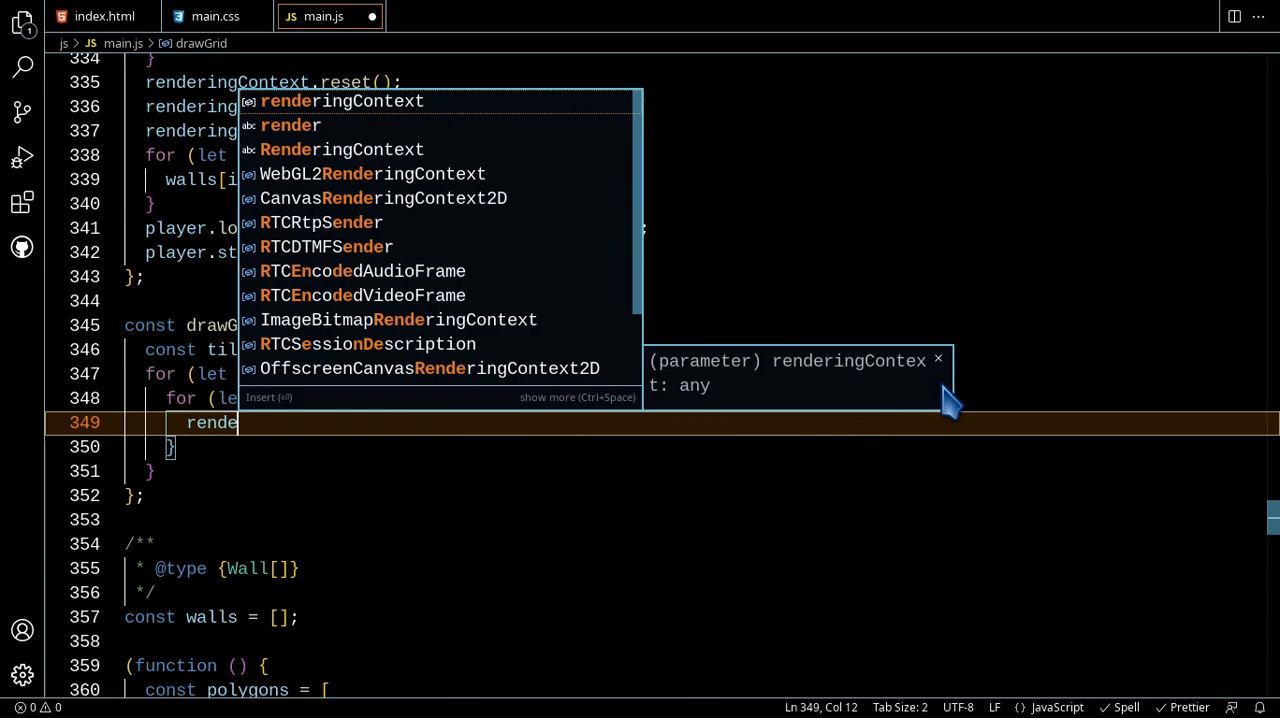 index.html
main.css
JS main.js
js > JS main.js > drawGrid
1
334 }
335 renderingContext.reset();
336 rendering
337 rendering
338 for (let
339 walls[i
340 }
341 player.lo ;
342 player.st
343 };
344
345 const drawG
346 const til
347 for (let
348 for (le
349 rende
350 }
351 }
352 };
353
354 /**
355 * @type {Wall[]}
356 */
357 const walls = [];
358
359 (function () {
360 const polygons = [
renderingContext
abc render
abc RenderingContext
WebGL2RenderingContext
CanvasRenderingContext2D
RTCRtpSender
RTCDTMFSender
RTCEncodedAudioFrame
RTCEncodedVideoFrame
ImageBitmapRenderingContext
RTCSessionDescription
OffscreenCanvasRenderingContext2D
Insert (⏎) show more (Ctrl+Space)
(parameter) renderingContex
t: any
0 0 Ln 349, Col 12 Tab Size: 2 UTF-8 LF {} JavaScript Spell Prettier